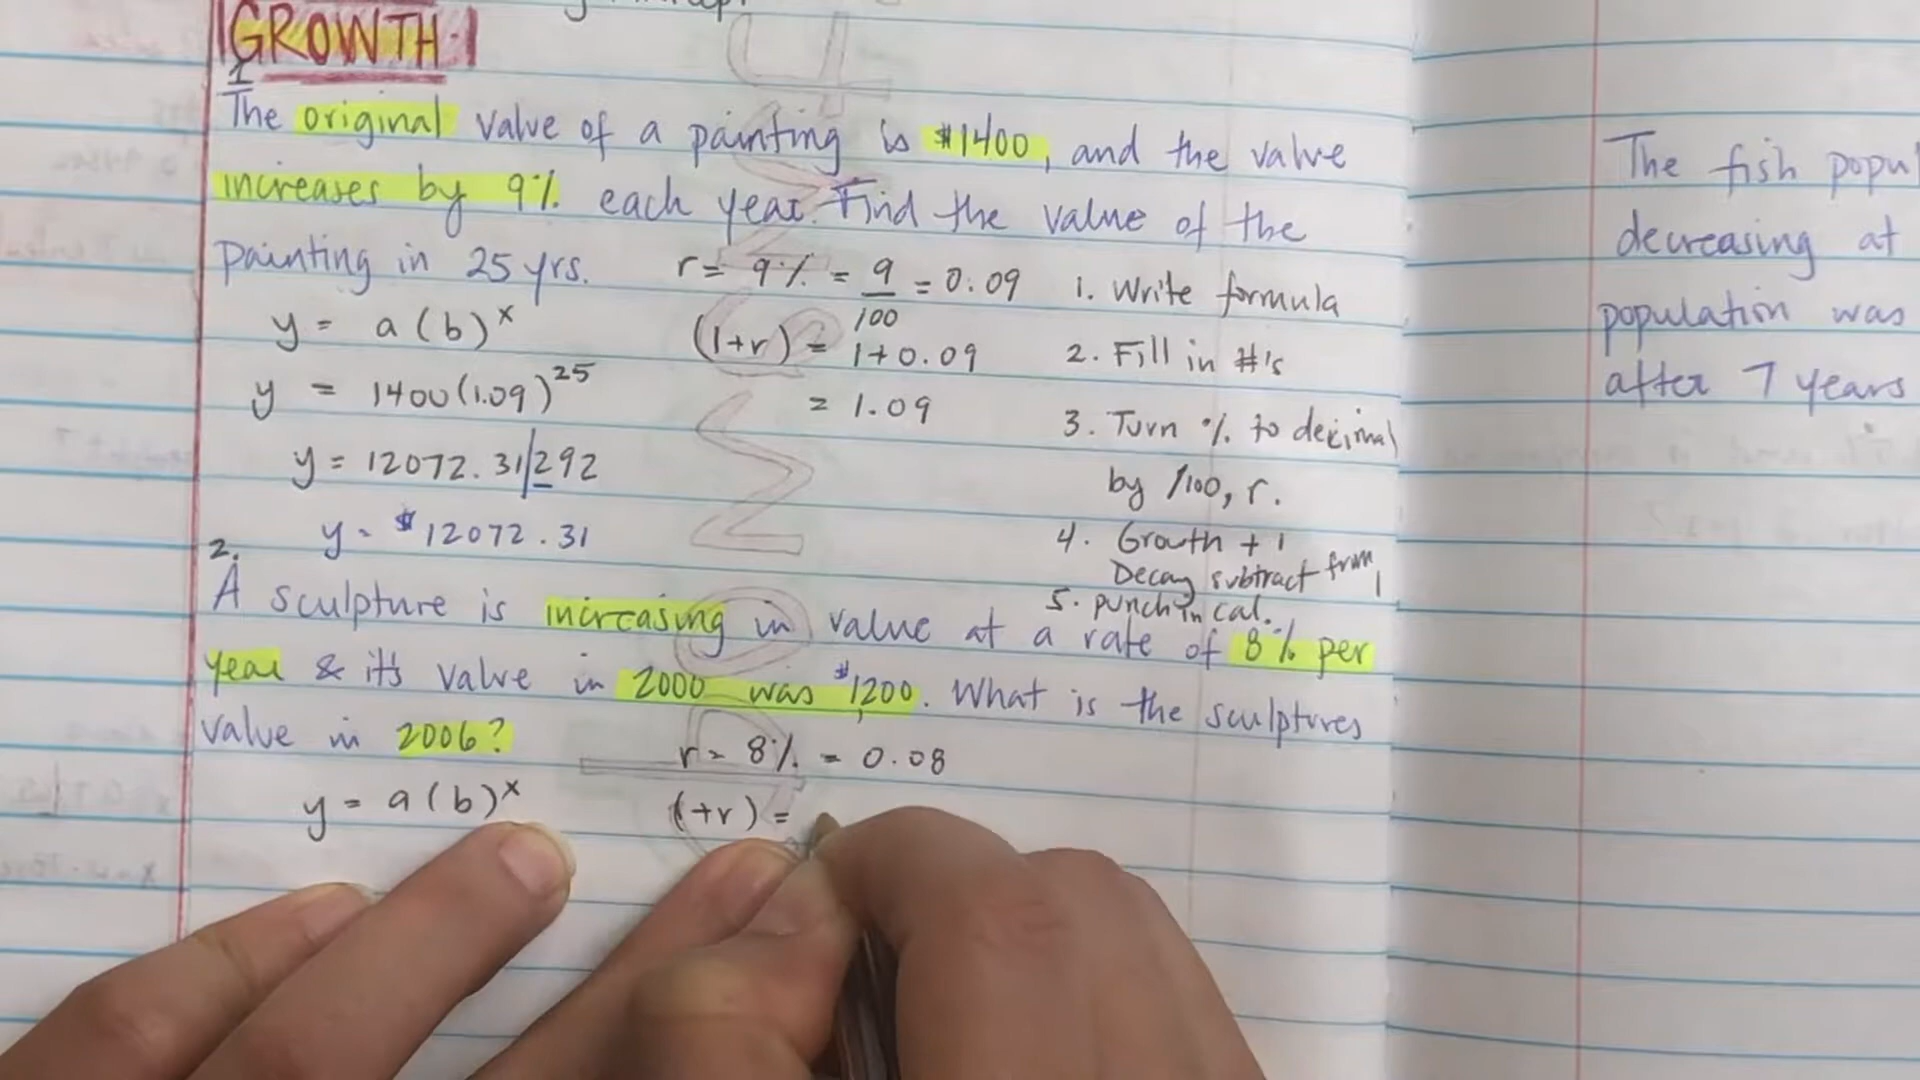 GROWTH
1
The original value of a painting is $1400, and the value
increases by 9% each year. Find the value of the
painting in 25 yrs.
r = 9% = 9/100 = 0.09
(1+r) = 1+0.09
= 1.09
y = a(b)^x
y = 1400(1.09)^25
y = 12072.31|292
y = $12072.31
1. Write formula
2. Fill in #'s
3. Turn % to decimal
by /100, r.
4. Growth + 1
Decay subtract from 1
5. punch in cal.
2.
A sculpture is increasing in value at a rate of 8% per
year & it's value in 2000 was $1200. What is the sculptures
value in 2006?
r = 8% = 0.08
y = a(b)^x
(1+r) =
The fish popul
decreasing at
population was
after 7 years